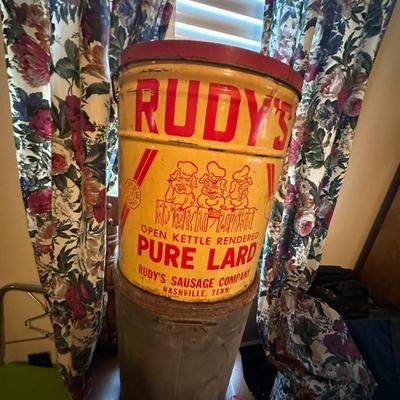 RUDY'S
OPEN KETTLE RENDERED
PURE LARD
RUDY'S SAUSAGE COMPANY
NASHVILLE, TENN.